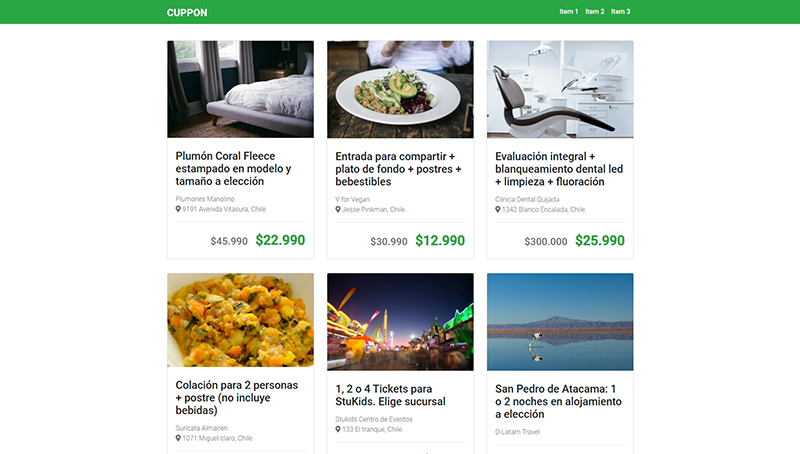 CUPPON
Item 1 Item 2 Item 3
Plumón Coral Fleece
estampado en modelo y
tamaño a elección
Plumones Manolino
9191 Avenida Vitacura, Chile.
$45.990 $22.990
Entrada para compartir +
plato de fondo + postres +
bebestibles
V for Vegan
Jesse Pinkman, Chile.
$30.990 $12.990
Evaluación integral +
blanqueamiento dental led
+ limpieza + fluoración
Clínica Dental Quijada
1342 Blanco Encalada, Chile.
$300.000 $25.990
Colación para 2 personas
+ postre (no incluye
bebidas)
Suricata Almacen
1071 Miguel claro, Chile
1, 2 o 4 Tickets para
StuKids. Elige sucursal
Stukids Centro de Eventos
133 El tranque, Chile.
San Pedro de Atacama: 1
o 2 noches en alojamiento
a elección
D-Latam Travel